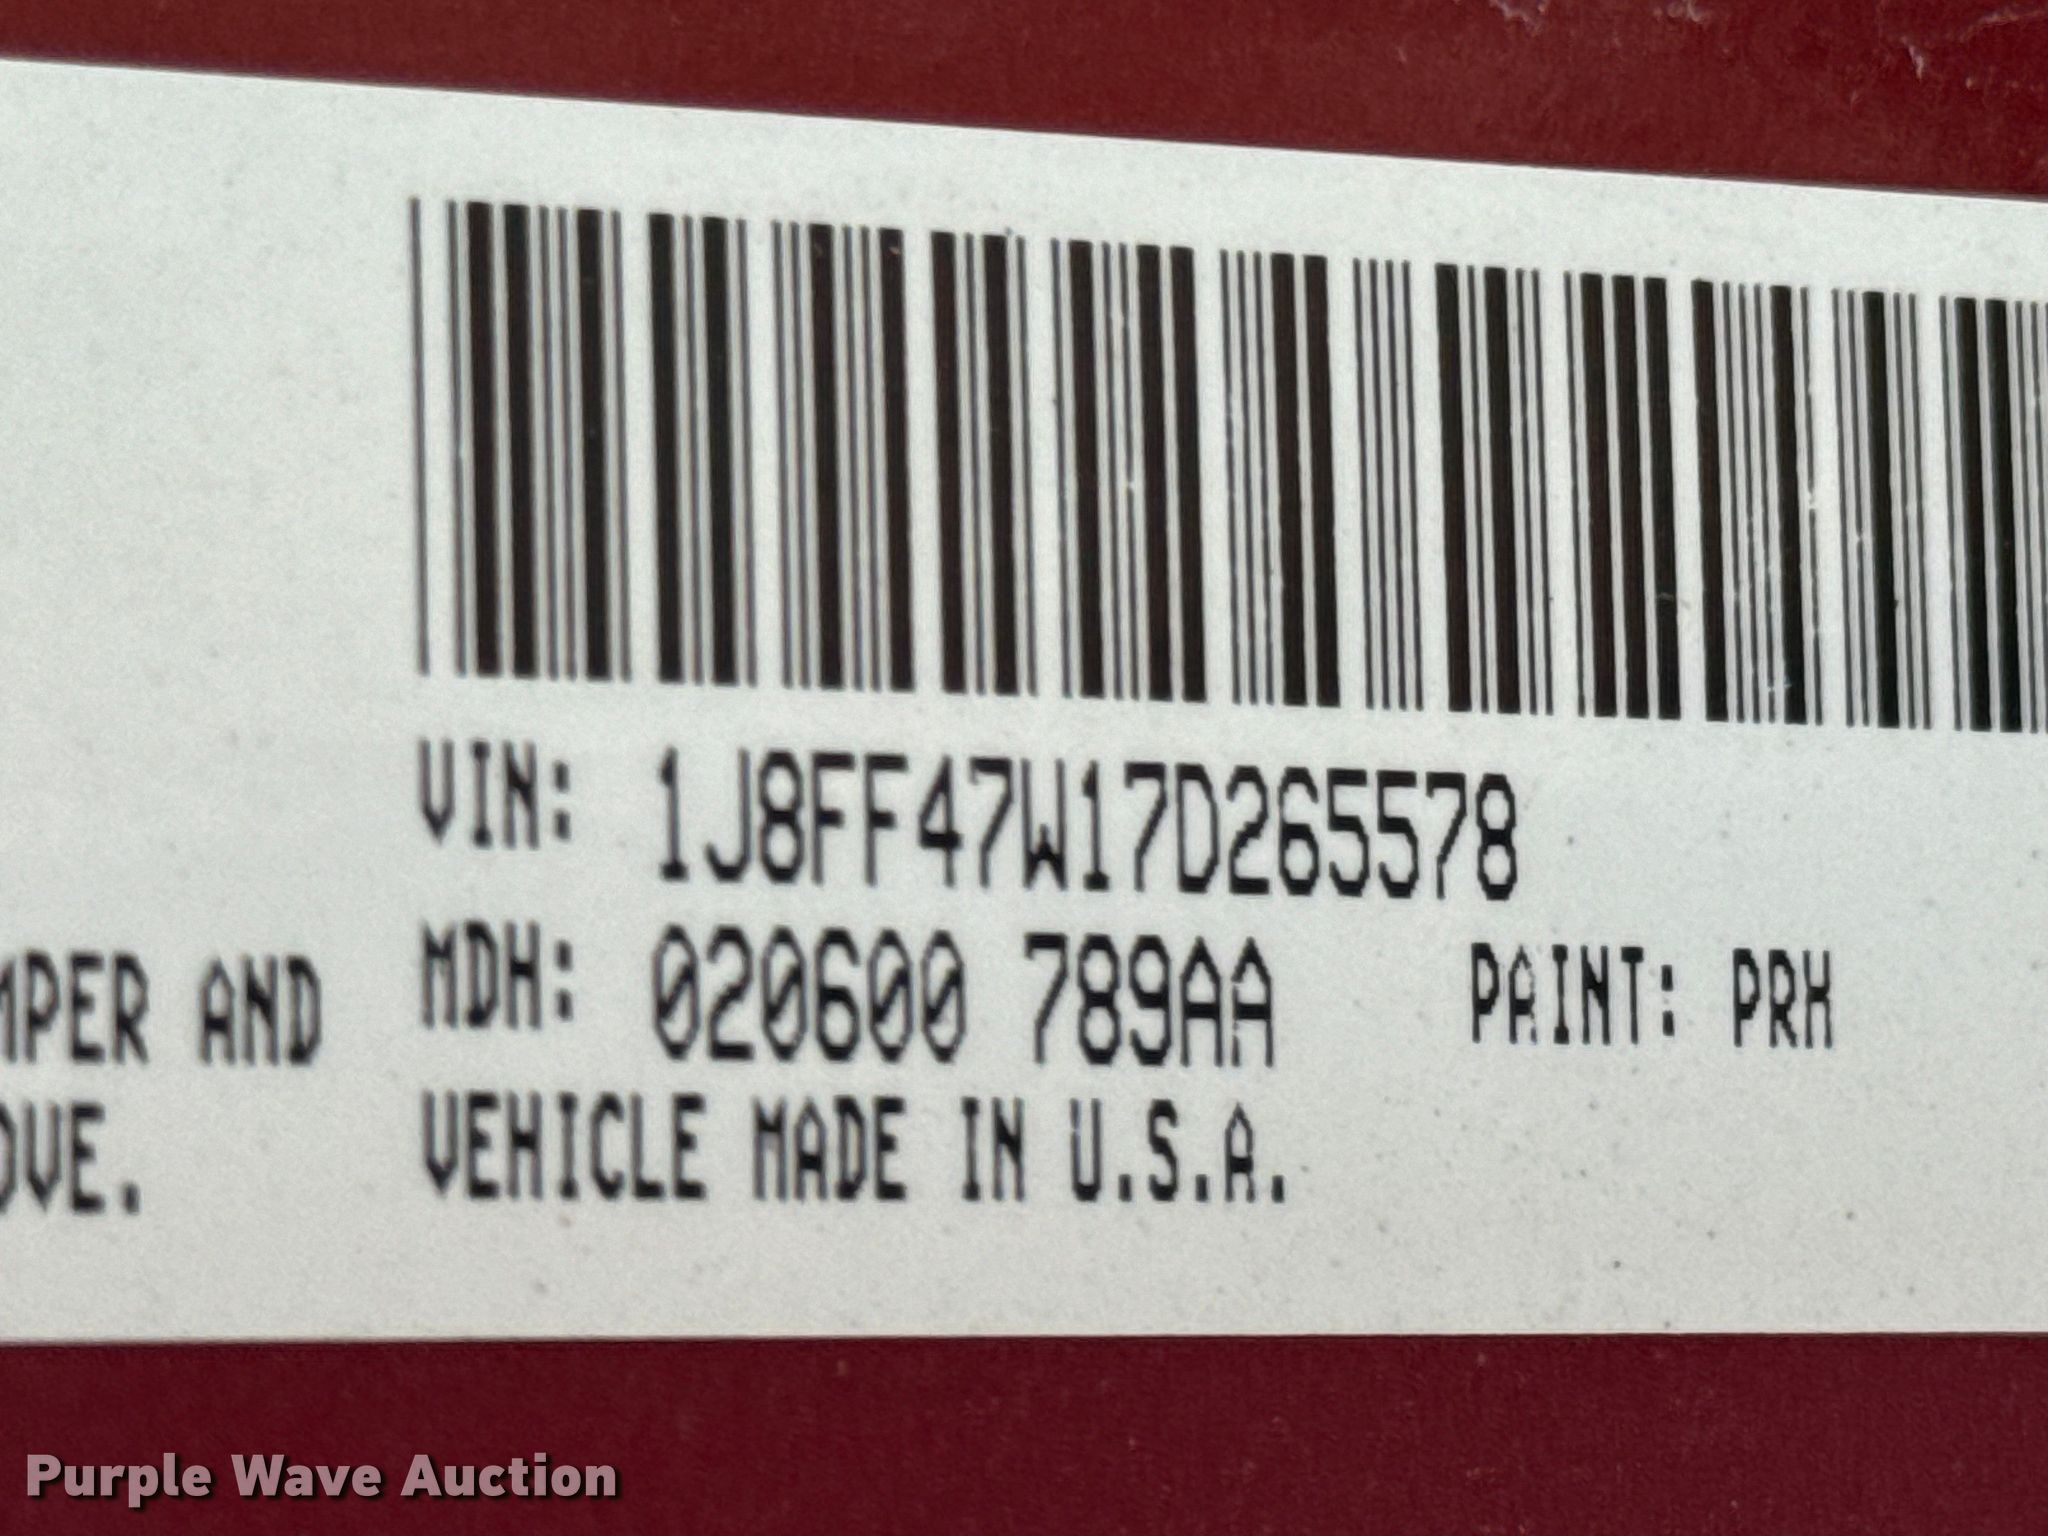 VIN: 1J8FF47W17D265578
MPER AND
MDH: 020600 789AA PAINT: PRH
OVE.
VEHICLE MADE IN U.S.A.
Purple Wave Auction